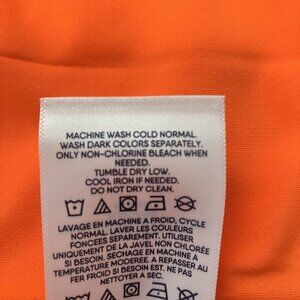 MACHINE WASH COLD NORMAL.
WASH DARK COLORS SEPARATELY.
ONLY NON-CHLORINE BLEACH WHEN
NEEDED.
TUMBLE DRY LOW.
COOL IRON IF NEEDED.
DO NOT DRY CLEAN.
LAVAGE EN MACHINE A FROID, CYCLE
NORMAL. LAVER LES COULEURS
FONCEES SEPAREMENT. UTILISER
UNIQUEMENT DE LA JAVEL NON CHLORÉE
SI BESOIN. SECHAGE EN MACHINE A
TEMPERATURE MODEREE. A REPASSER AU
FER FROID SI BESOIN EST. NE PAS
NETTOYER A SEC.